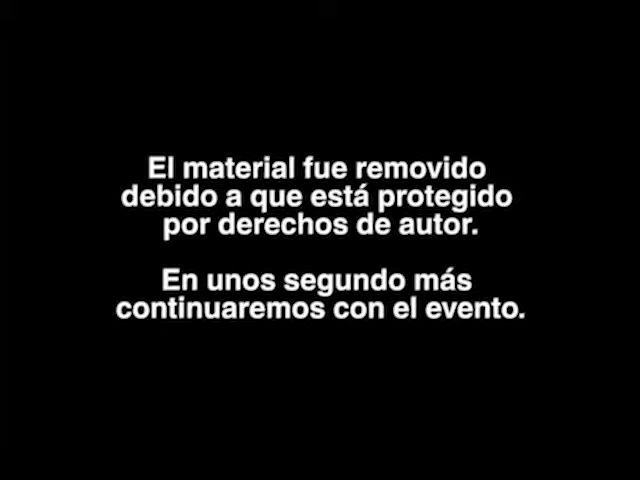 El material fue removido
debido a que está protegido
por derechos de autor.
En unos segundo más
continuaremos con el evento.